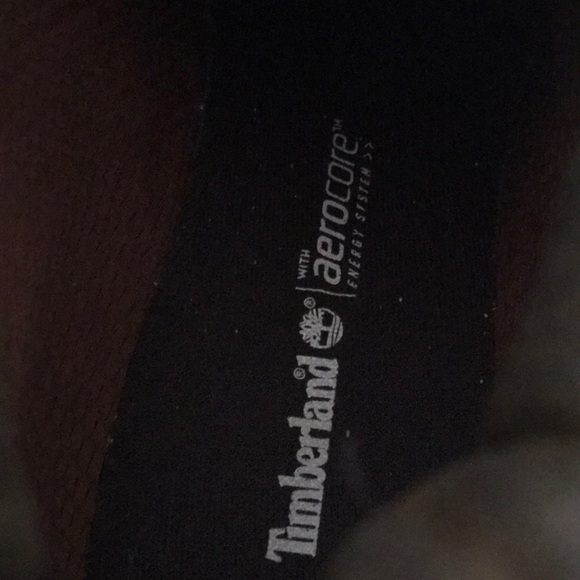 Timberland®
®
WITH
aerocore™
ENERGY SYSTEM >>